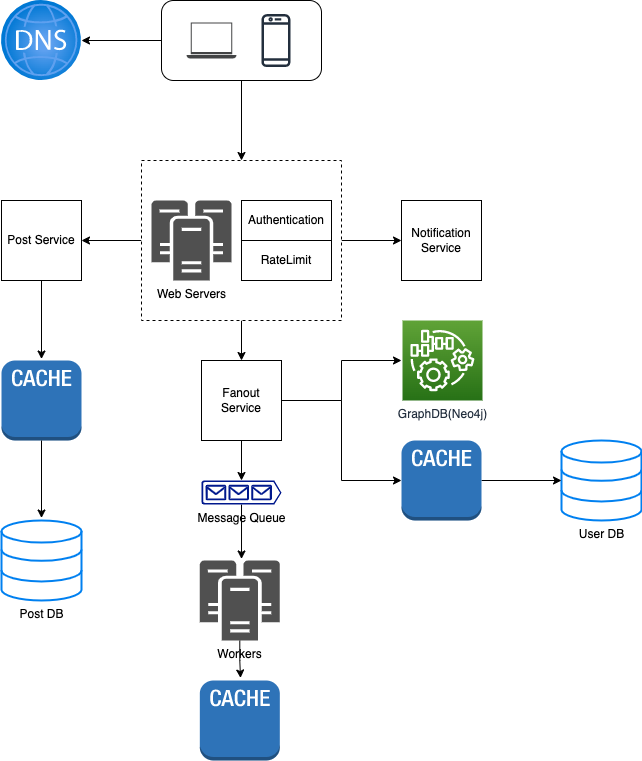 DNS
Authentication
RateLimit
Web Servers
Post Service
Notification
Service
CACHE
Fanout
Service
GraphDB(Neo4j)
CACHE
Message Queue
User DB
Post DB
Workers
CACHE